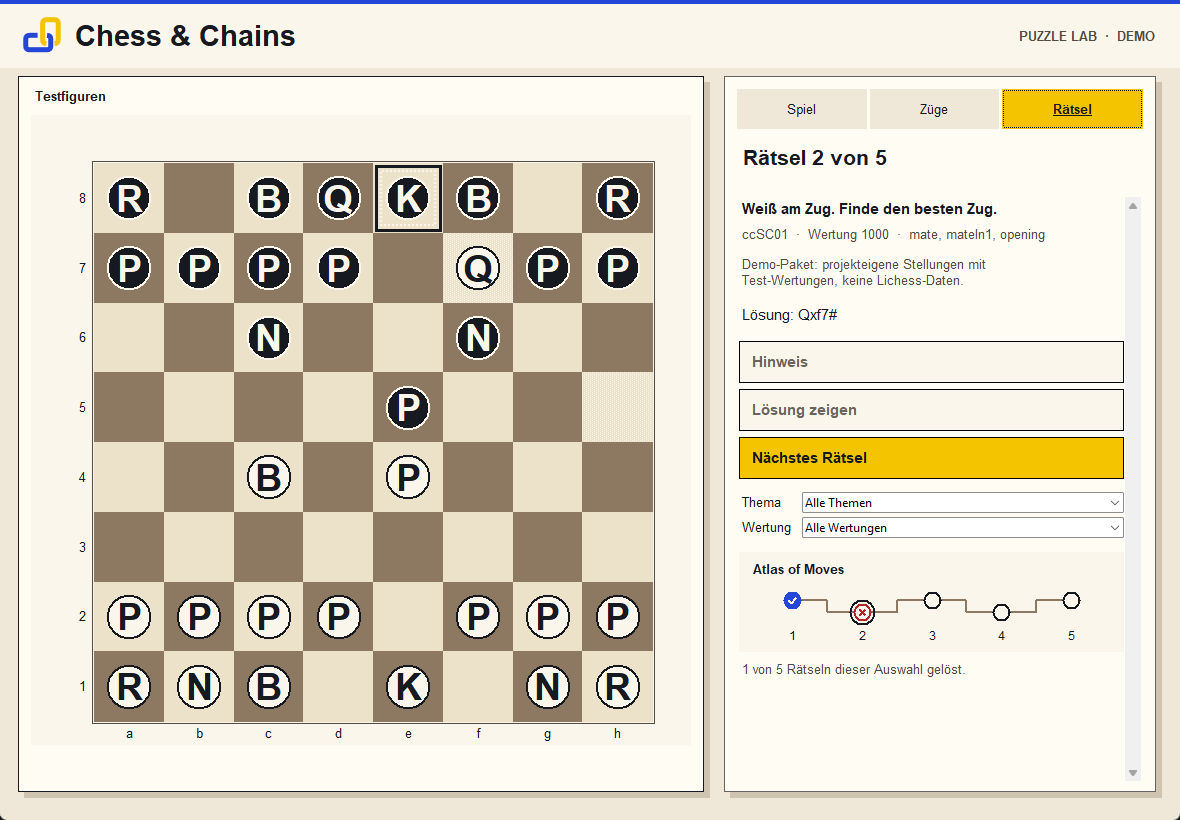 Chess & Chains
PUZZLE LAB · DEMO
Testfiguren
8 R B Q K B R
7 P P P P Q P P
6 N N
5 P
4 B P
3
2 P P P P P P P
1 R N B K N R
a b c d e f g h
Spiel Züge Rätsel
Rätsel 2 von 5
Weiß am Zug. Finde den besten Zug.
ccSC01 · Wertung 1000 · mate, mateIn1, opening
Demo-Paket: projekteigene Stellungen mit
Test-Wertungen, keine Lichess-Daten.
Lösung: Qxf7#
Hinweis
Lösung zeigen
Nächstes Rätsel
Thema Alle Themen
Wertung Alle Wertungen
Atlas of Moves
1 2 3 4 5
1 von 5 Rätseln dieser Auswahl gelöst.